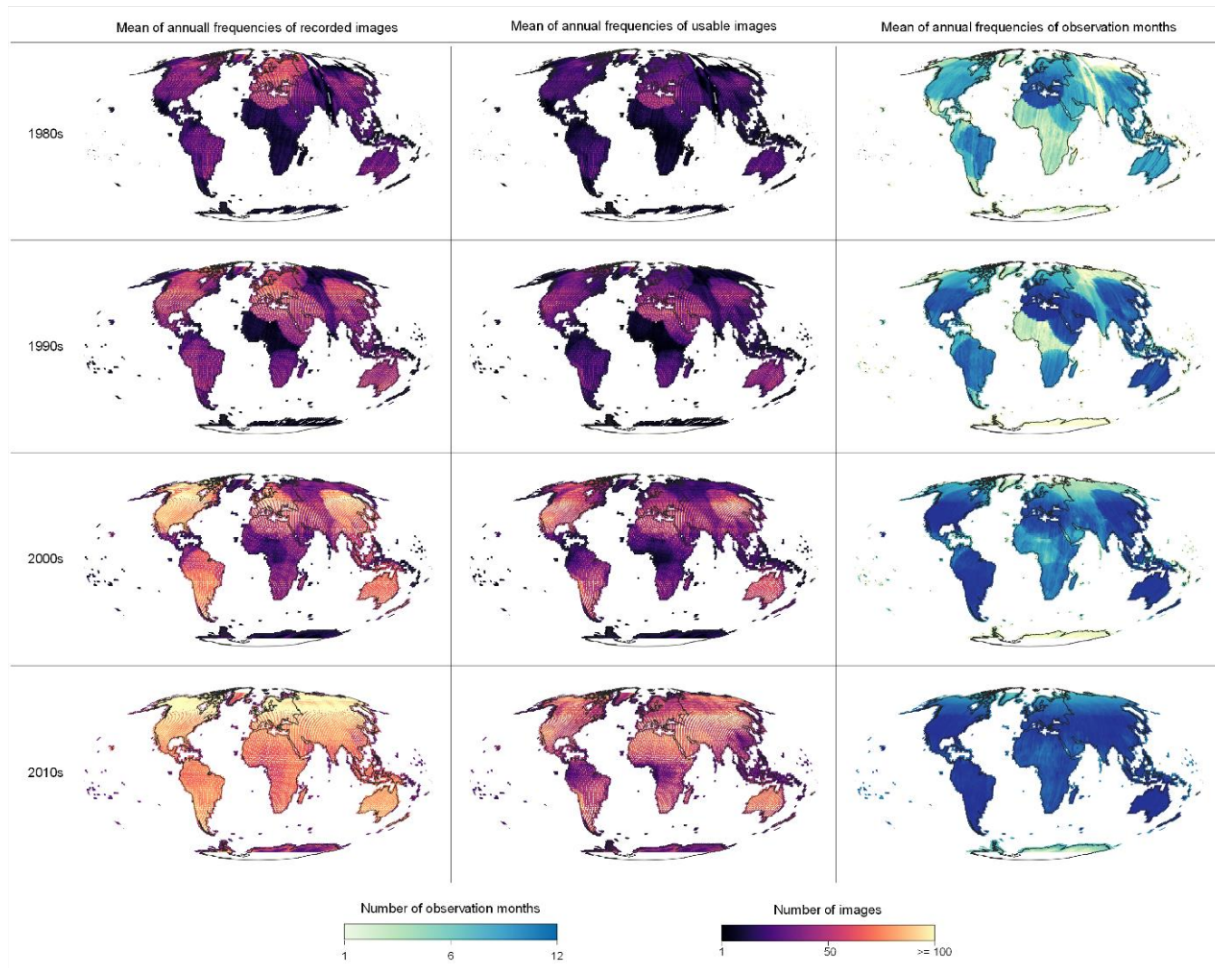 Mean of annuall frequencies of recorded images
Mean of annual frequencies of usable images
Mean of annual frequencies of observation months
1980s
1990s
2000s
2010s
Number of observation months
1
6
12
Number of images
1
50
>= 100